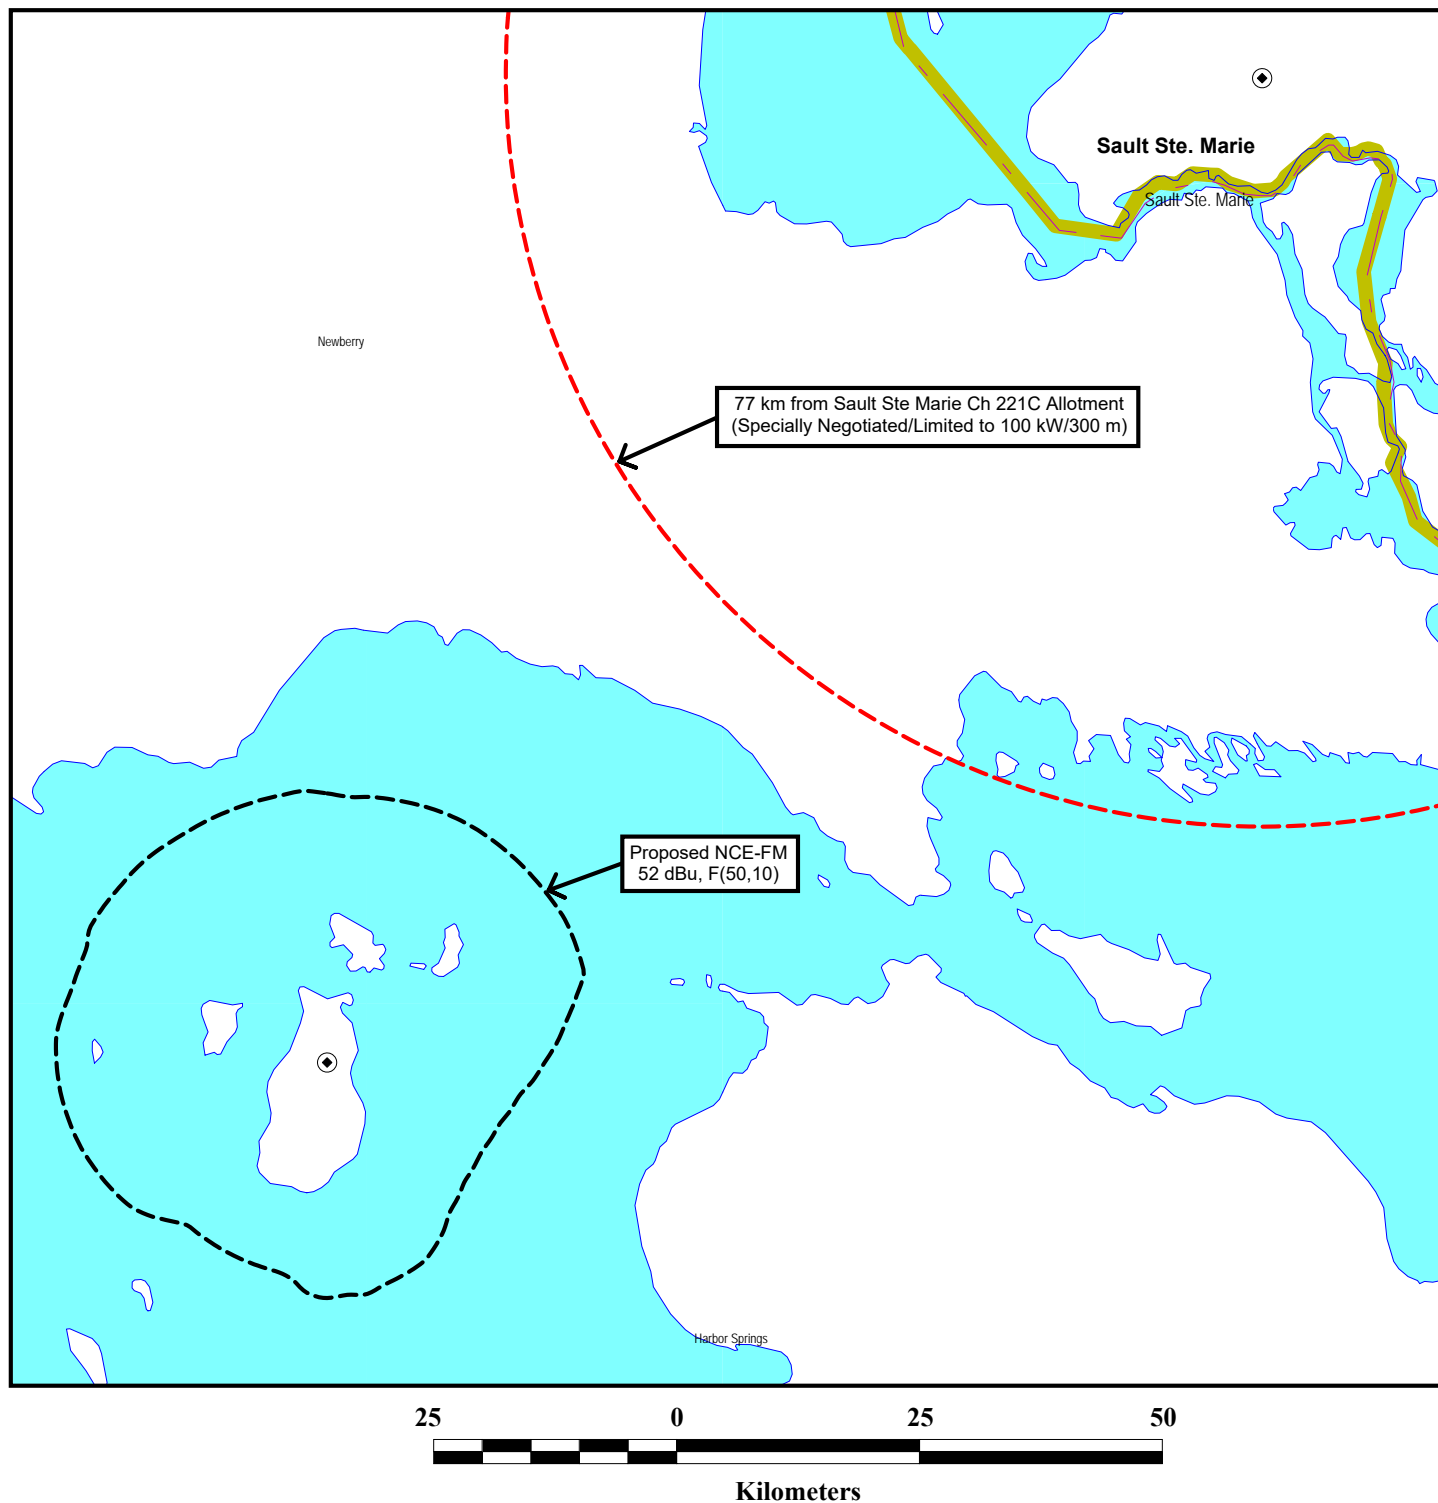 Sault Ste. Marie
Sault Ste. Marie
Newberry
77 km from Sault Ste Marie Ch 221C Allotment
(Specially Negotiated/Limited to 100 kW/300 m)
Proposed NCE-FM
52 dBu, F(50,10)
Harbor Springs
25 0 25 50
Kilometers